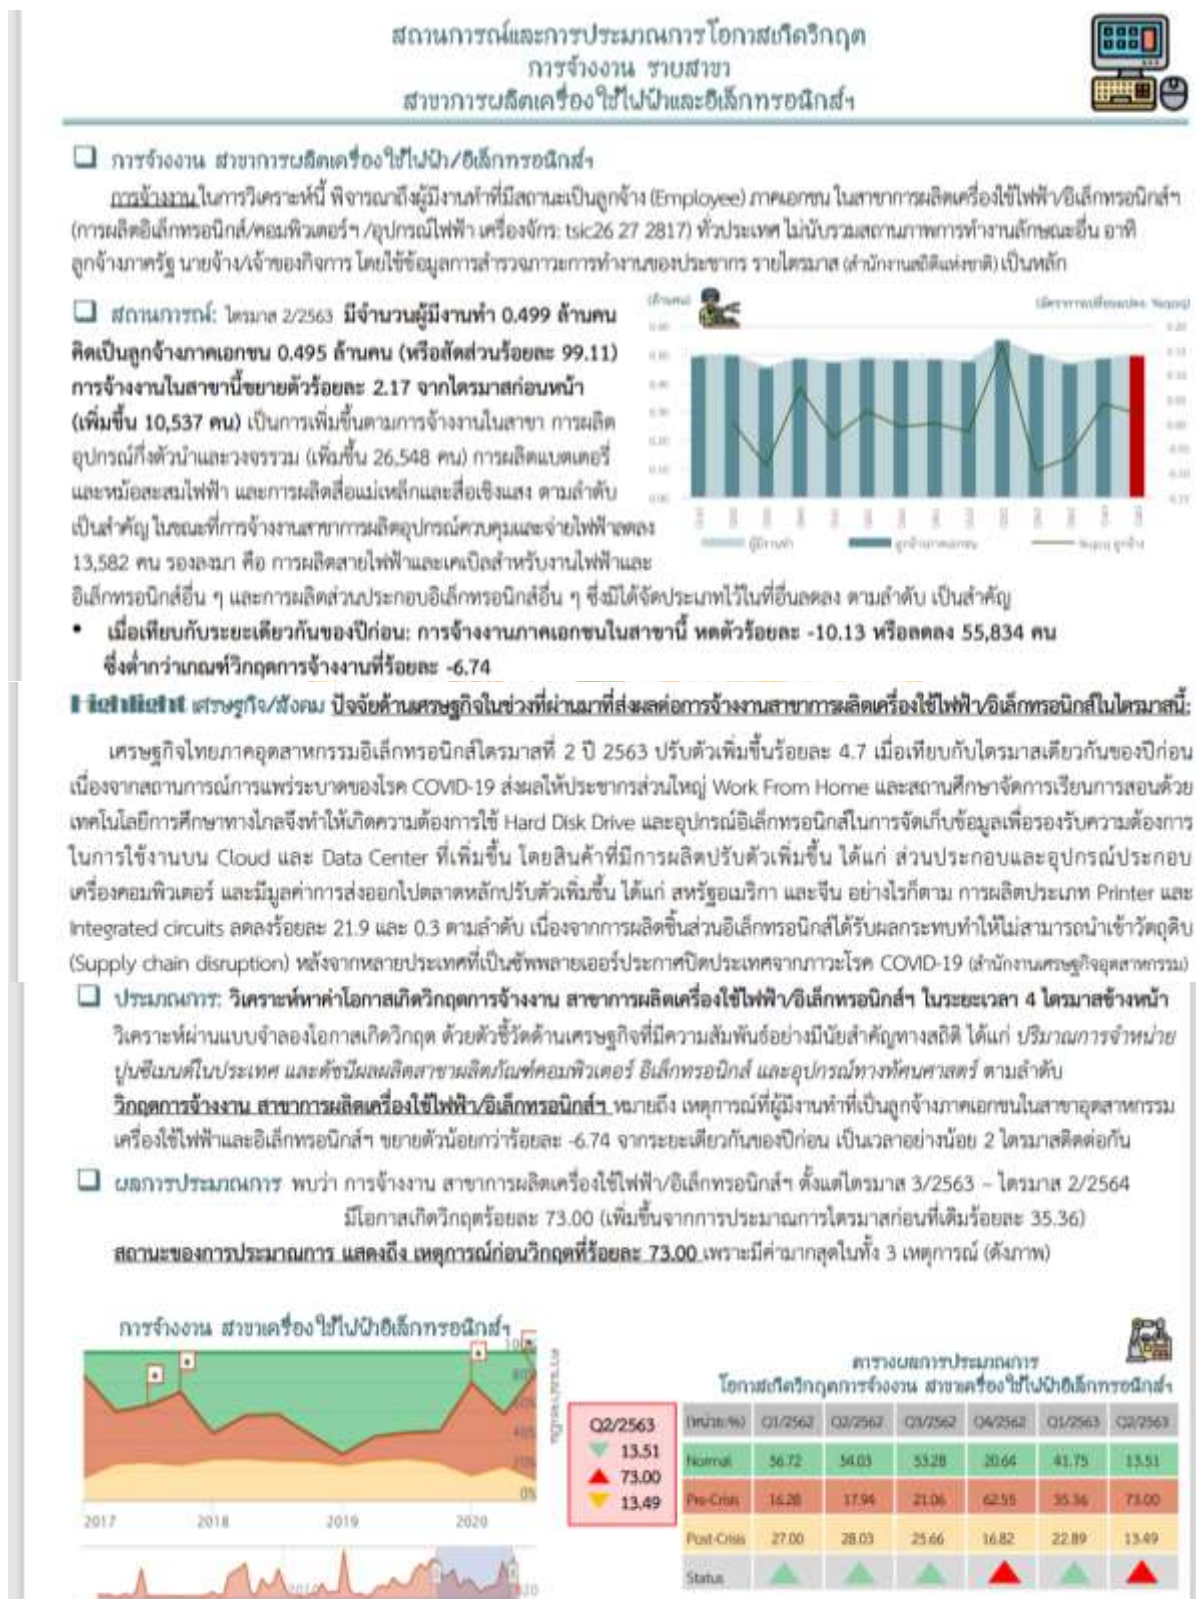 สถานการณ์และการประมาณการโอกาสเกิดวิกฤต
การจ้างงาน รายสาขา
สาขาการผลิตเครื่องใช้ไฟฟ้าและอิเล็กทรอนิกส์ฯ
การจ้างงาน สาขาการผลิตเครื่องใช้ไฟฟ้า/อิเล็กทรอนิกส์ฯ
การจ้างงาน ในการวิเคราะห์นี้ พิจารณาถึงผู้มีงานทำที่มีสถานะเป็นลูกจ้าง (Employee) ภาคเอกชน ในสาขาการผลิตเครื่องใช้ไฟฟ้า/อิเล็กทรอนิกส์ฯ
(การผลิตอิเล็กทรอนิกส์/คอมพิวเตอร์ฯ /อุปกรณ์ไฟฟ้า เครื่องจักร: tsic26 27 2817) ทั่วประเทศ ไม่นับรวมสถานภาพการทำงานลักษณะอื่น อาทิ
ลูกจ้างภาครัฐ นายจ้าง/เจ้าของกิจการ โดยใช้ข้อมูลการสำรวจภาวะการทำงานของประชากร รายไตรมาส (สำนักงานสถิติแห่งชาติ) เป็นหลัก
สถานการณ์: ไตรมาส 2/2563 มีจำนวนผู้มีงานทำ 0.499 ล้านคน
คิดเป็นลูกจ้างภาคเอกชน 0.495 ล้านคน (หรือสัดส่วนร้อยละ 99.11)
การจ้างงานในสาขานี้ขยายตัวร้อยละ 2.17 จากไตรมาสก่อนหน้า
(เพิ่มขึ้น 10,537 คน) เป็นการเพิ่มขึ้นตามการจ้างงานในสาขา การผลิต
อุปกรณ์กึ่งตัวนำและวงจรรวม (เพิ่มขึ้น 26,548 คน) การผลิตแบตเตอรี่
และหม้อสะสมไฟฟ้า และการผลิตสื่อแม่เหล็กและสื่อเชิงแสง ตามลำดับ
เป็นสำคัญ ในขณะที่การจ้างงานสาขาการผลิตอุปกรณ์ควบคุมและจ่ายไฟฟ้าลดลง
13,582 คน รองลงมา คือ การผลิตสายไฟฟ้าและเคเบิลสำหรับงานไฟฟ้าและ
อิเล็กทรอนิกส์อื่น ๆ และการผลิตส่วนประกอบอิเล็กทรอนิกส์อื่น ๆ ซึ่งมิได้จัดประเภทไว้ในที่อื่นลดลง ตามลำดับ เป็นสำคัญ
(ล้านคน)
(อัตราการเปลี่ยนแปลง %qoq)
ผู้มีงานทำ ลูกจ้างภาคเอกชน %qoq ลูกจ้าง
• เมื่อเทียบกับระยะเดียวกันของปีก่อน: การจ้างงานภาคเอกชนในสาขานี้ หดตัวร้อยละ -10.13 หรือลดลง 55,834 คน
ซึ่งต่ำกว่าเกณฑ์วิกฤตการจ้างงานที่ร้อยละ -6.74
Highlight เศรษฐกิจ/สังคม ปัจจัยด้านเศรษฐกิจในช่วงที่ผ่านมาที่ส่งผลต่อการจ้างงานสาขาการผลิตเครื่องใช้ไฟฟ้า/อิเล็กทรอนิกส์ในไตรมาสนี้:
เศรษฐกิจไทยภาคอุตสาหกรรมอิเล็กทรอนิกส์ไตรมาสที่ 2 ปี 2563 ปรับตัวเพิ่มขึ้นร้อยละ 4.7 เมื่อเทียบกับไตรมาสเดียวกันของปีก่อน
เนื่องจากสถานการณ์การแพร่ระบาดของโรค COVID-19 ส่งผลให้ประชากรส่วนใหญ่ Work From Home และสถานศึกษาจัดการเรียนการสอนด้วย
เทคโนโลยีการศึกษาทางไกลจึงทำให้เกิดความต้องการใช้ Hard Disk Drive และอุปกรณ์อิเล็กทรอนิกส์ในการจัดเก็บข้อมูลเพื่อรองรับความต้องการ
ในการใช้งานบน Cloud และ Data Center ที่เพิ่มขึ้น โดยสินค้าที่มีการผลิตปรับตัวเพิ่มขึ้น ได้แก่ ส่วนประกอบและอุปกรณ์ประกอบ
เครื่องคอมพิวเตอร์ และมีมูลค่าการส่งออกไปตลาดหลักปรับตัวเพิ่มขึ้น ได้แก่ สหรัฐอเมริกา และจีน อย่างไรก็ตาม การผลิตประเภท Printer และ
Integrated circuits ลดลงร้อยละ 21.9 และ 0.3 ตามลำดับ เนื่องจากการผลิตชิ้นส่วนอิเล็กทรอนิกส์ได้รับผลกระทบทำให้ไม่สามารถนำเข้าวัตถุดิบ
(Supply chain disruption) หลังจากหลายประเทศที่เป็นซัพพลายเออร์ประกาศปิดประเทศจากภาวะโรค COVID-19 (สำนักงานเศรษฐกิจอุตสาหกรรม)
ประมาณการ: วิเคราะห์หาค่าโอกาสเกิดวิกฤตการจ้างงาน สาขาการผลิตเครื่องใช้ไฟฟ้า/อิเล็กทรอนิกส์ฯ ในระยะเวลา 4 ไตรมาสข้างหน้า
วิเคราะห์ผ่านแบบจำลองโอกาสเกิดวิกฤต ด้วยตัวชี้วัดด้านเศรษฐกิจที่มีความสัมพันธ์อย่างมีนัยสำคัญทางสถิติ ได้แก่ ปริมาณการจำหน่าย
ปูนซีเมนต์ในประเทศ และดัชนีผลผลิตสาขาผลิตภัณฑ์คอมพิวเตอร์ อิเล็กทรอนิกส์ และอุปกรณ์ทางทัศนศาสตร์ ตามลำดับ
วิกฤตการจ้างงาน สาขาการผลิตเครื่องใช้ไฟฟ้า/อิเล็กทรอนิกส์ฯ หมายถึง เหตุการณ์ที่ผู้มีงานทำที่เป็นลูกจ้างภาคเอกชนในสาขาอุตสาหกรรม
เครื่องใช้ไฟฟ้าและอิเล็กทรอนิกส์ฯ ขยายตัวน้อยกว่าร้อยละ -6.74 จากระยะเดียวกันของปีก่อน เป็นเวลาอย่างน้อย 2 ไตรมาสติดต่อกัน
ผลการประมาณการ พบว่า การจ้างงาน สาขาการผลิตเครื่องใช้ไฟฟ้า/อิเล็กทรอนิกส์ฯ ตั้งแต่ไตรมาส 3/2563 – ไตรมาส 2/2564
มีโอกาสเกิดวิกฤตร้อยละ 73.00 (เพิ่มขึ้นจากการประมาณการไตรมาสก่อนที่เดิมร้อยละ 35.36)
สถานะของการประมาณการ แสดงถึง เหตุการณ์ก่อนวิกฤตที่ร้อยละ 73.00 เพราะมีค่ามากสุดในทั้ง 3 เหตุการณ์ (ดังภาพ)
การจ้างงาน สาขาเครื่องใช้ไฟฟ้าอิเล็กทรอนิกส์ฯ
2017 2018 2019 2020
Q2/2563
13.51
73.00
13.49
ตารางผลการประมาณการ
โอกาสเกิดวิกฤตการจ้างงาน สาขาเครื่องใช้ไฟฟ้าอิเล็กทรอนิกส์ฯ
(หน่วย:%) Q1/2562 Q2/2562 Q3/2562 Q4/2562 Q1/2563 Q2/2563
Normal 56.72 54.03 53.28 20.64 41.75 13.51
Pre-Crisis 16.28 17.94 21.06 62.55 35.36 73.00
Post-Crisis 27.00 28.03 25.66 16.82 22.89 13.49
Status